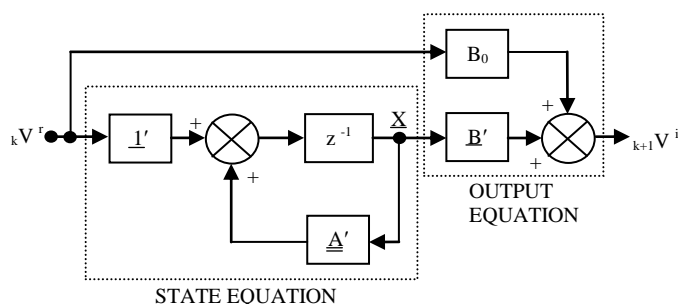 B₀
ₖV ʳ
1′
+
+
z ⁻¹
X
B′
+
+
ₖ₊₁V ⁱ
A′
OUTPUT
EQUATION
STATE EQUATION